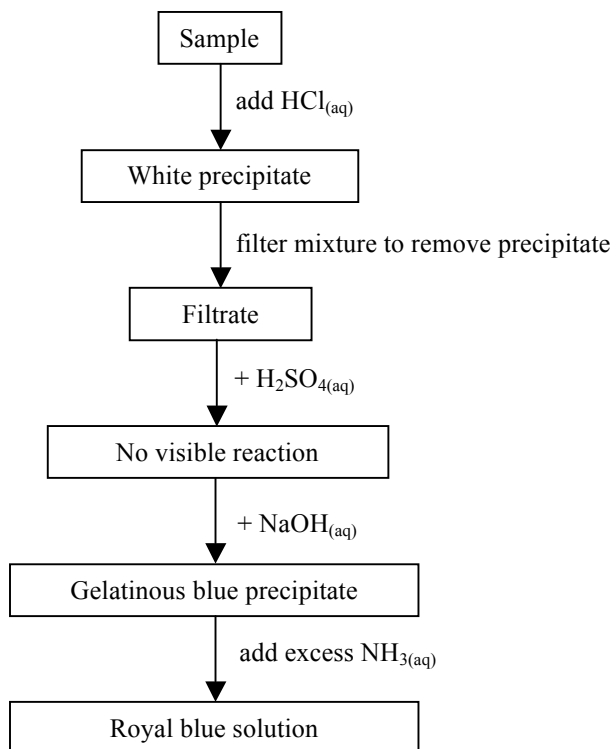 Sample
add HCl(aq)
White precipitate
filter mixture to remove precipitate
Filtrate
+ H₂SO₄(aq)
No visible reaction
+ NaOH(aq)
Gelatinous blue precipitate
add excess NH₃(aq)
Royal blue solution